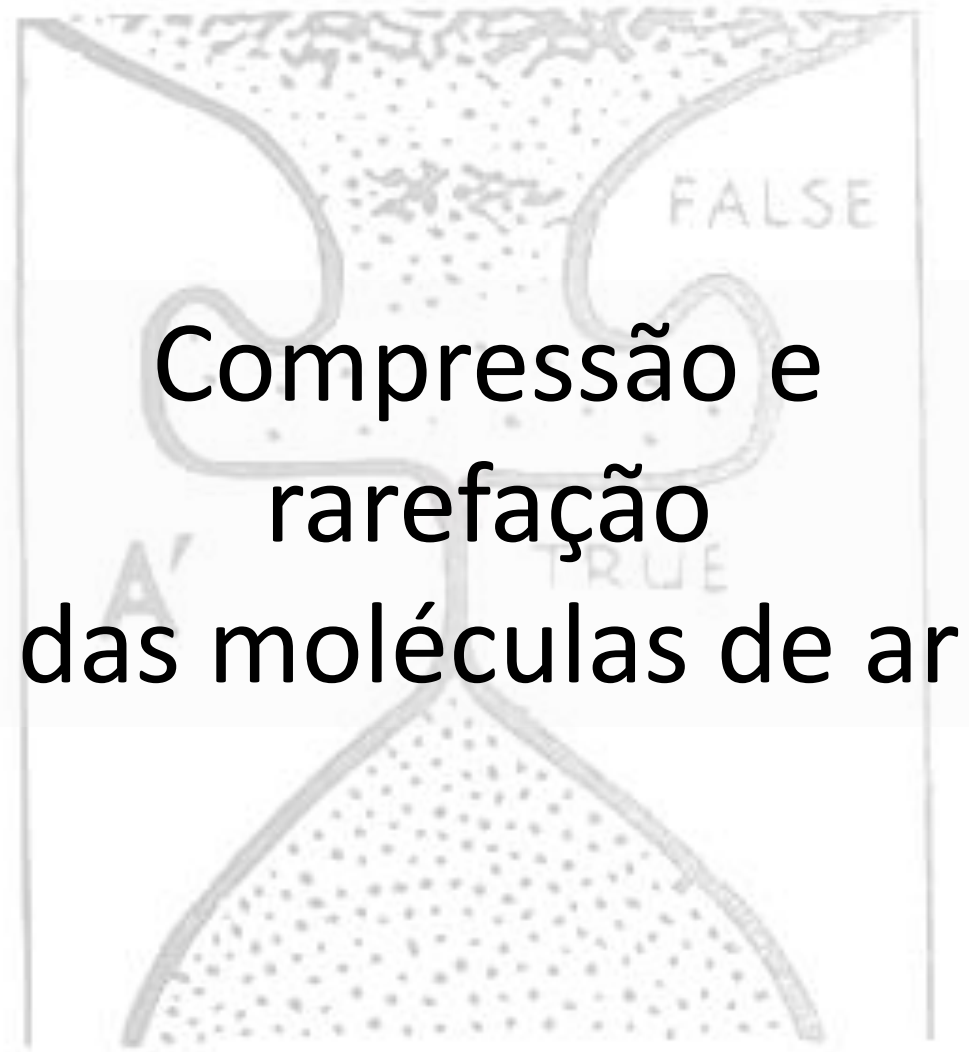 FALSE
Compressão e
rarefação
A' TRUE
das moléculas de ar